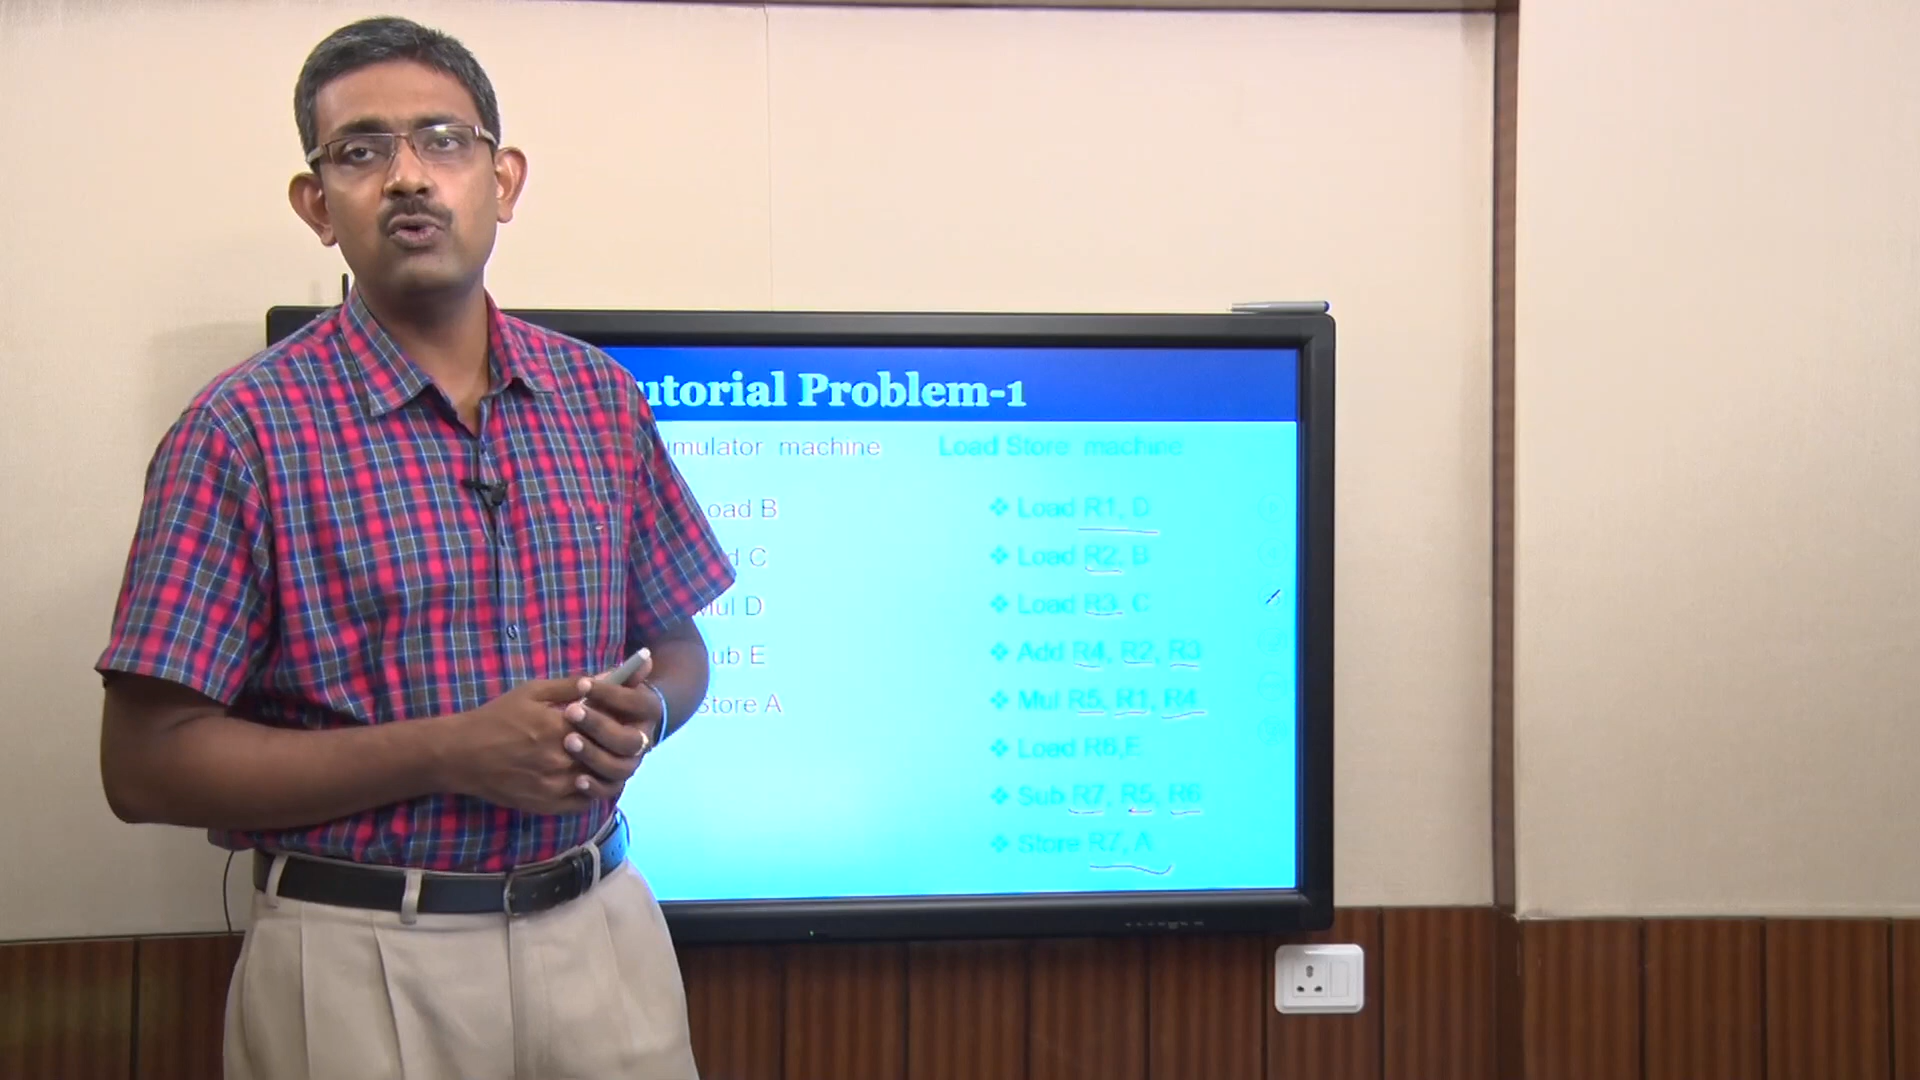 utorial Problem-1
umulator machine
Load Store machine
oad B
d C
Mul D
ub E
Store A
❖ Load R1, D
❖ Load R2, B
❖ Load R3, C
❖ Add R4, R2, R3
❖ Mul R5, R1, R4
❖ Load R6,E
❖ Sub R7, R5, R6
❖ Store R7, A